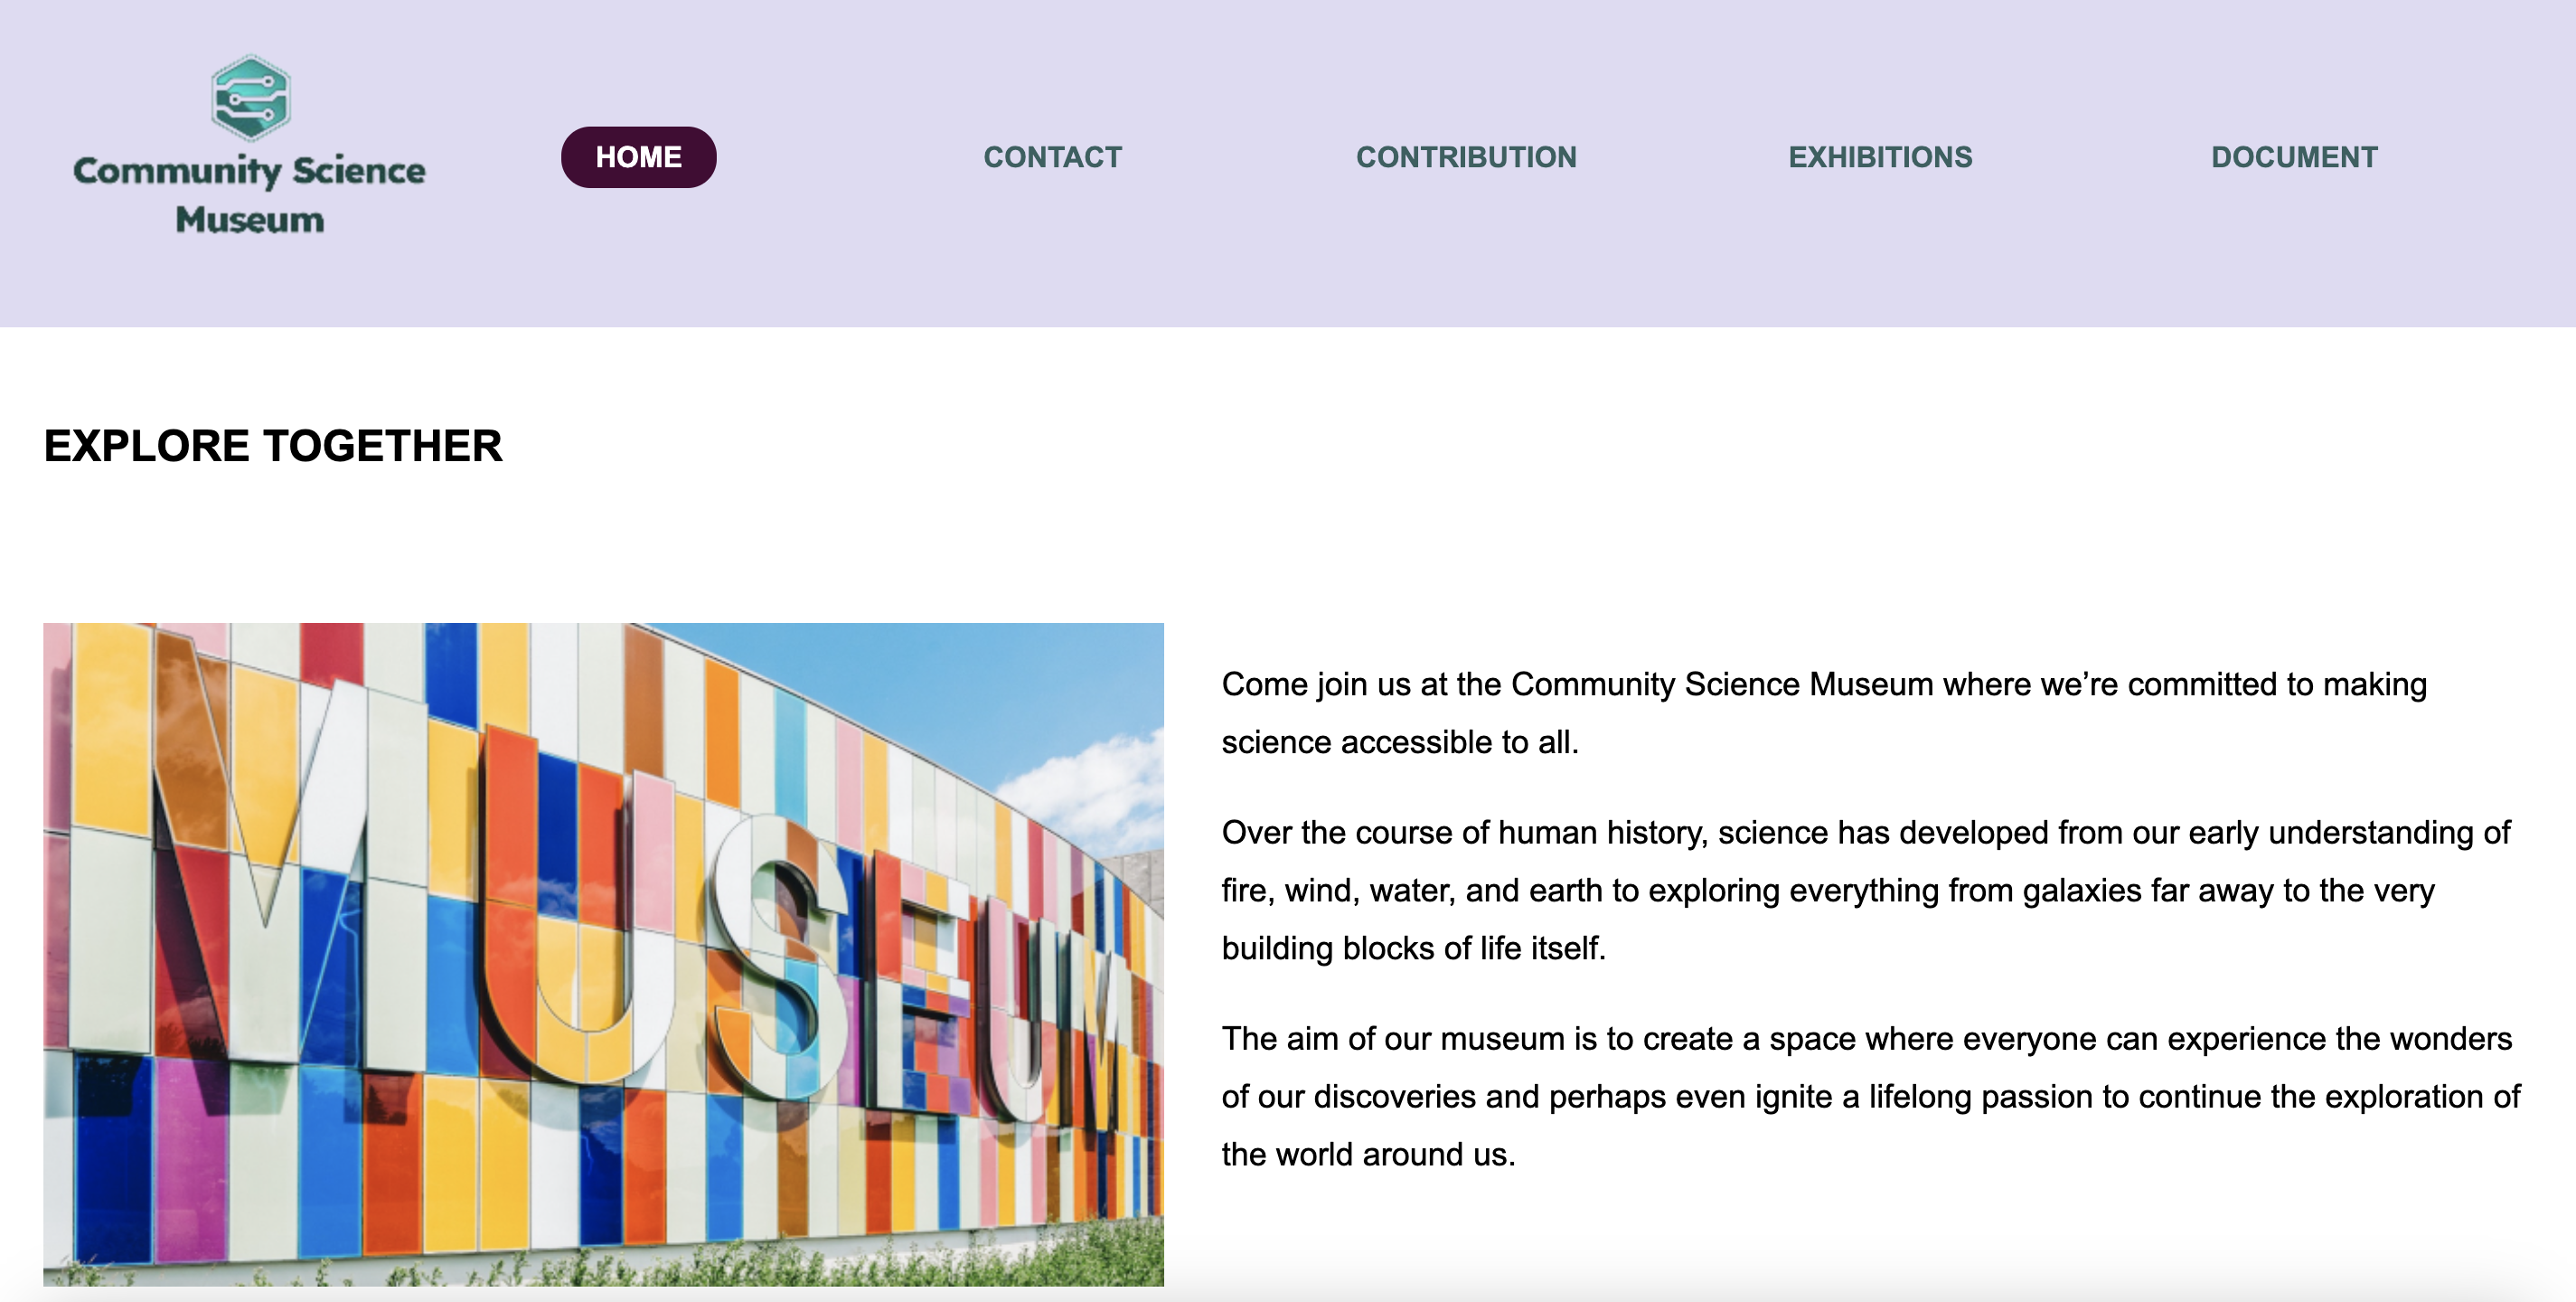 Community Science
Museum
HOME
CONTACT
CONTRIBUTION
EXHIBITIONS
DOCUMENT
EXPLORE TOGETHER
MUSEUM
Come join us at the Community Science Museum where we’re committed to making
science accessible to all.
Over the course of human history, science has developed from our early understanding of
fire, wind, water, and earth to exploring everything from galaxies far away to the very
building blocks of life itself.
The aim of our museum is to create a space where everyone can experience the wonders
of our discoveries and perhaps even ignite a lifelong passion to continue the exploration of
the world around us.